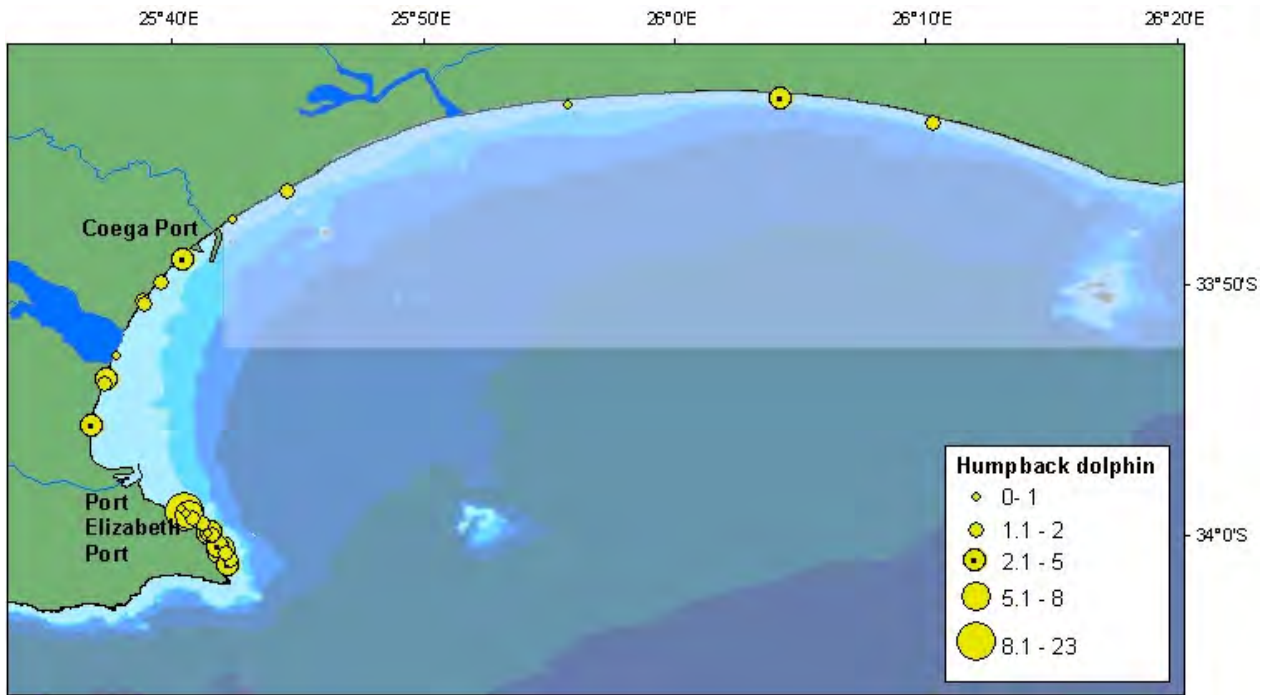 25°40'E 25°50'E 26°0'E 26°10'E 26°20'E
Coega Port
33°50'S
Port
Elizabeth
Port
34°0'S
Humpback dolphin
0- 1
1.1 - 2
2.1 - 5
5.1 - 8
8.1 - 23